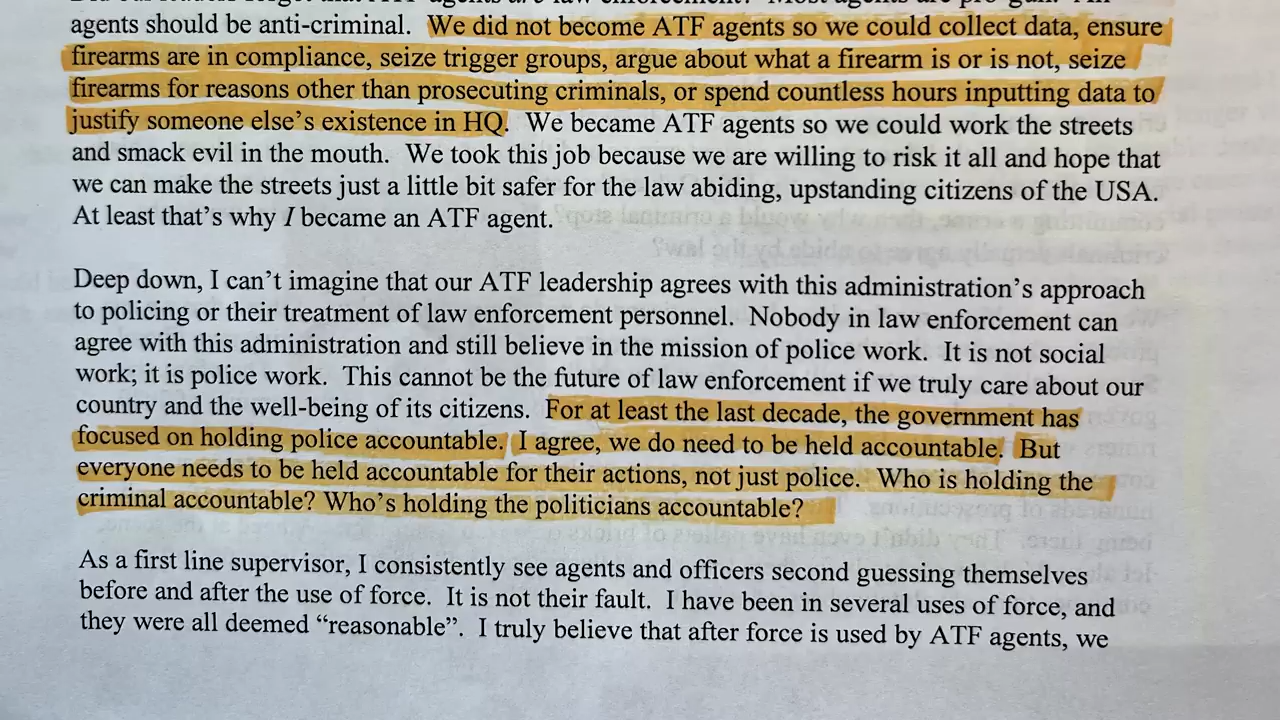 agents should be anti-criminal. We did not become ATF agents so we could collect data, ensure
firearms are in compliance, seize trigger groups, argue about what a firearm is or is not, seize
firearms for reasons other than prosecuting criminals, or spend countless hours inputting data to
justify someone else’s existence in HQ. We became ATF agents so we could work the streets
and smack evil in the mouth. We took this job because we are willing to risk it all and hope that
we can make the streets just a little bit safer for the law abiding, upstanding citizens of the USA.
At least that’s why I became an ATF agent.
Deep down, I can’t imagine that our ATF leadership agrees with this administration’s approach
to policing or their treatment of law enforcement personnel. Nobody in law enforcement can
agree with this administration and still believe in the mission of police work. It is not social
work; it is police work. This cannot be the future of law enforcement if we truly care about our
country and the well-being of its citizens. For at least the last decade, the government has
focused on holding police accountable. I agree, we do need to be held accountable. But
everyone needs to be held accountable for their actions, not just police. Who is holding the
criminal accountable? Who’s holding the politicians accountable?
As a first line supervisor, I consistently see agents and officers second guessing themselves
before and after the use of force. It is not their fault. I have been in several uses of force, and
they were all deemed “reasonable”. I truly believe that after force is used by ATF agents, we